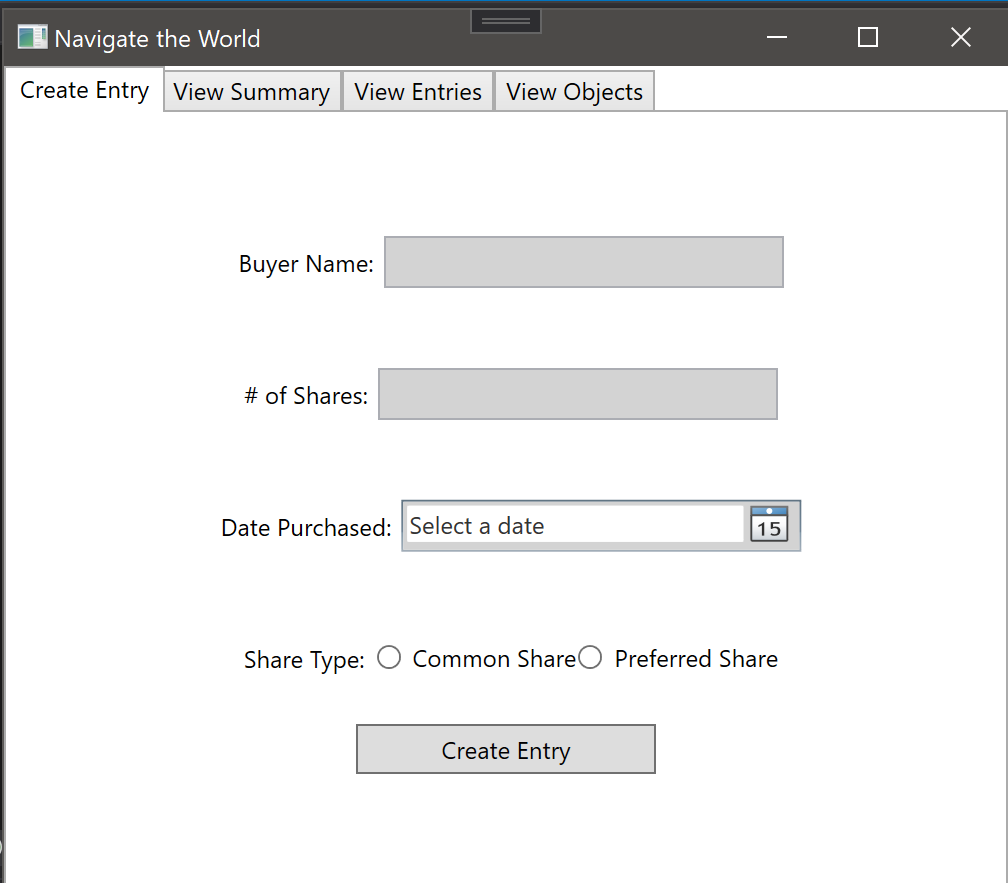 Navigate the World
Create Entry View Summary View Entries View Objects
Buyer Name:
# of Shares:
Date Purchased: Select a date 15
Share Type: Common Share Preferred Share
Create Entry